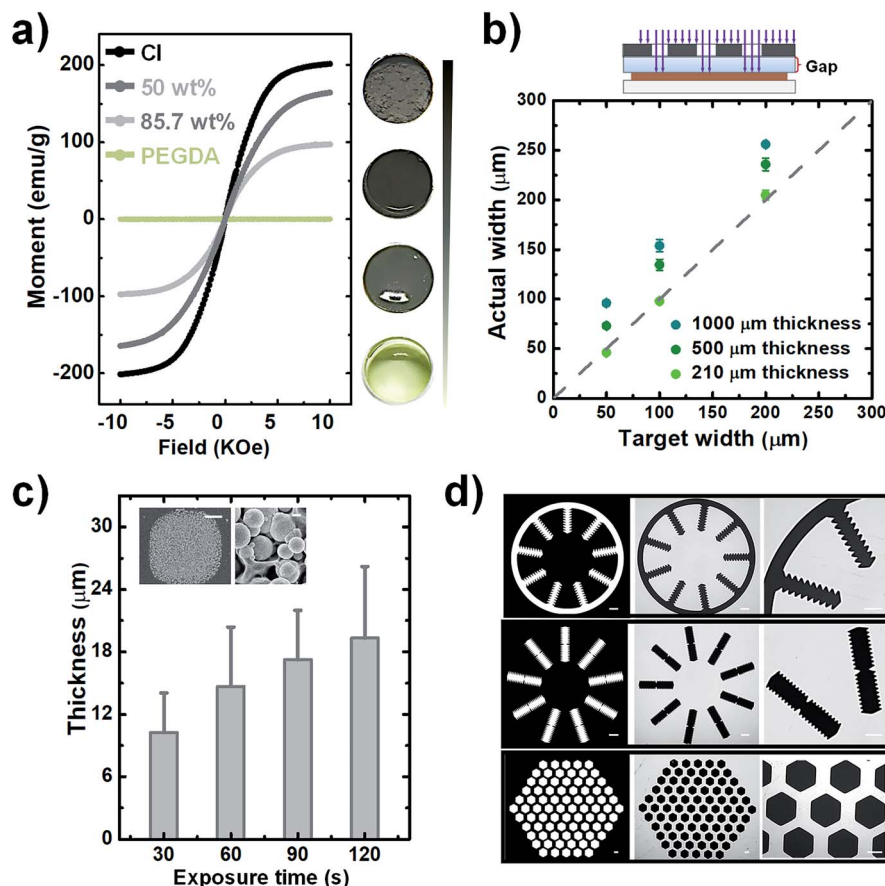 a)
CI
50 wt%
85.7 wt%
PEGDA
200
100
0
-100
-200
-10
-5
0
5
10
Moment (emu/g)
Field (KOe)
b)
Gap
300
250
200
150
100
50
0
0
50
100
150
200
250
300
Actual width (μm)
1000 μm thickness
500 μm thickness
210 μm thickness
Target width (μm)
c)
33
30
24
18
12
6
0
30
60
90
120
Thickness (μm)
Exposure time (s)
d)